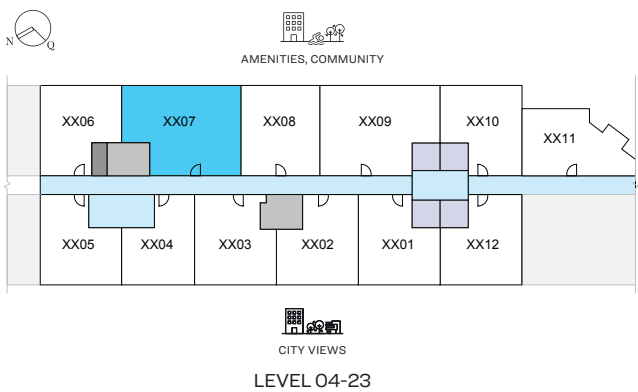 N Q
AMENITIES, COMMUNITY
XX06 XX07 XX08 XX09 XX10 XX11
XX05 XX04 XX03 XX02 XX01 XX12
CITY VIEWS
LEVEL 04-23